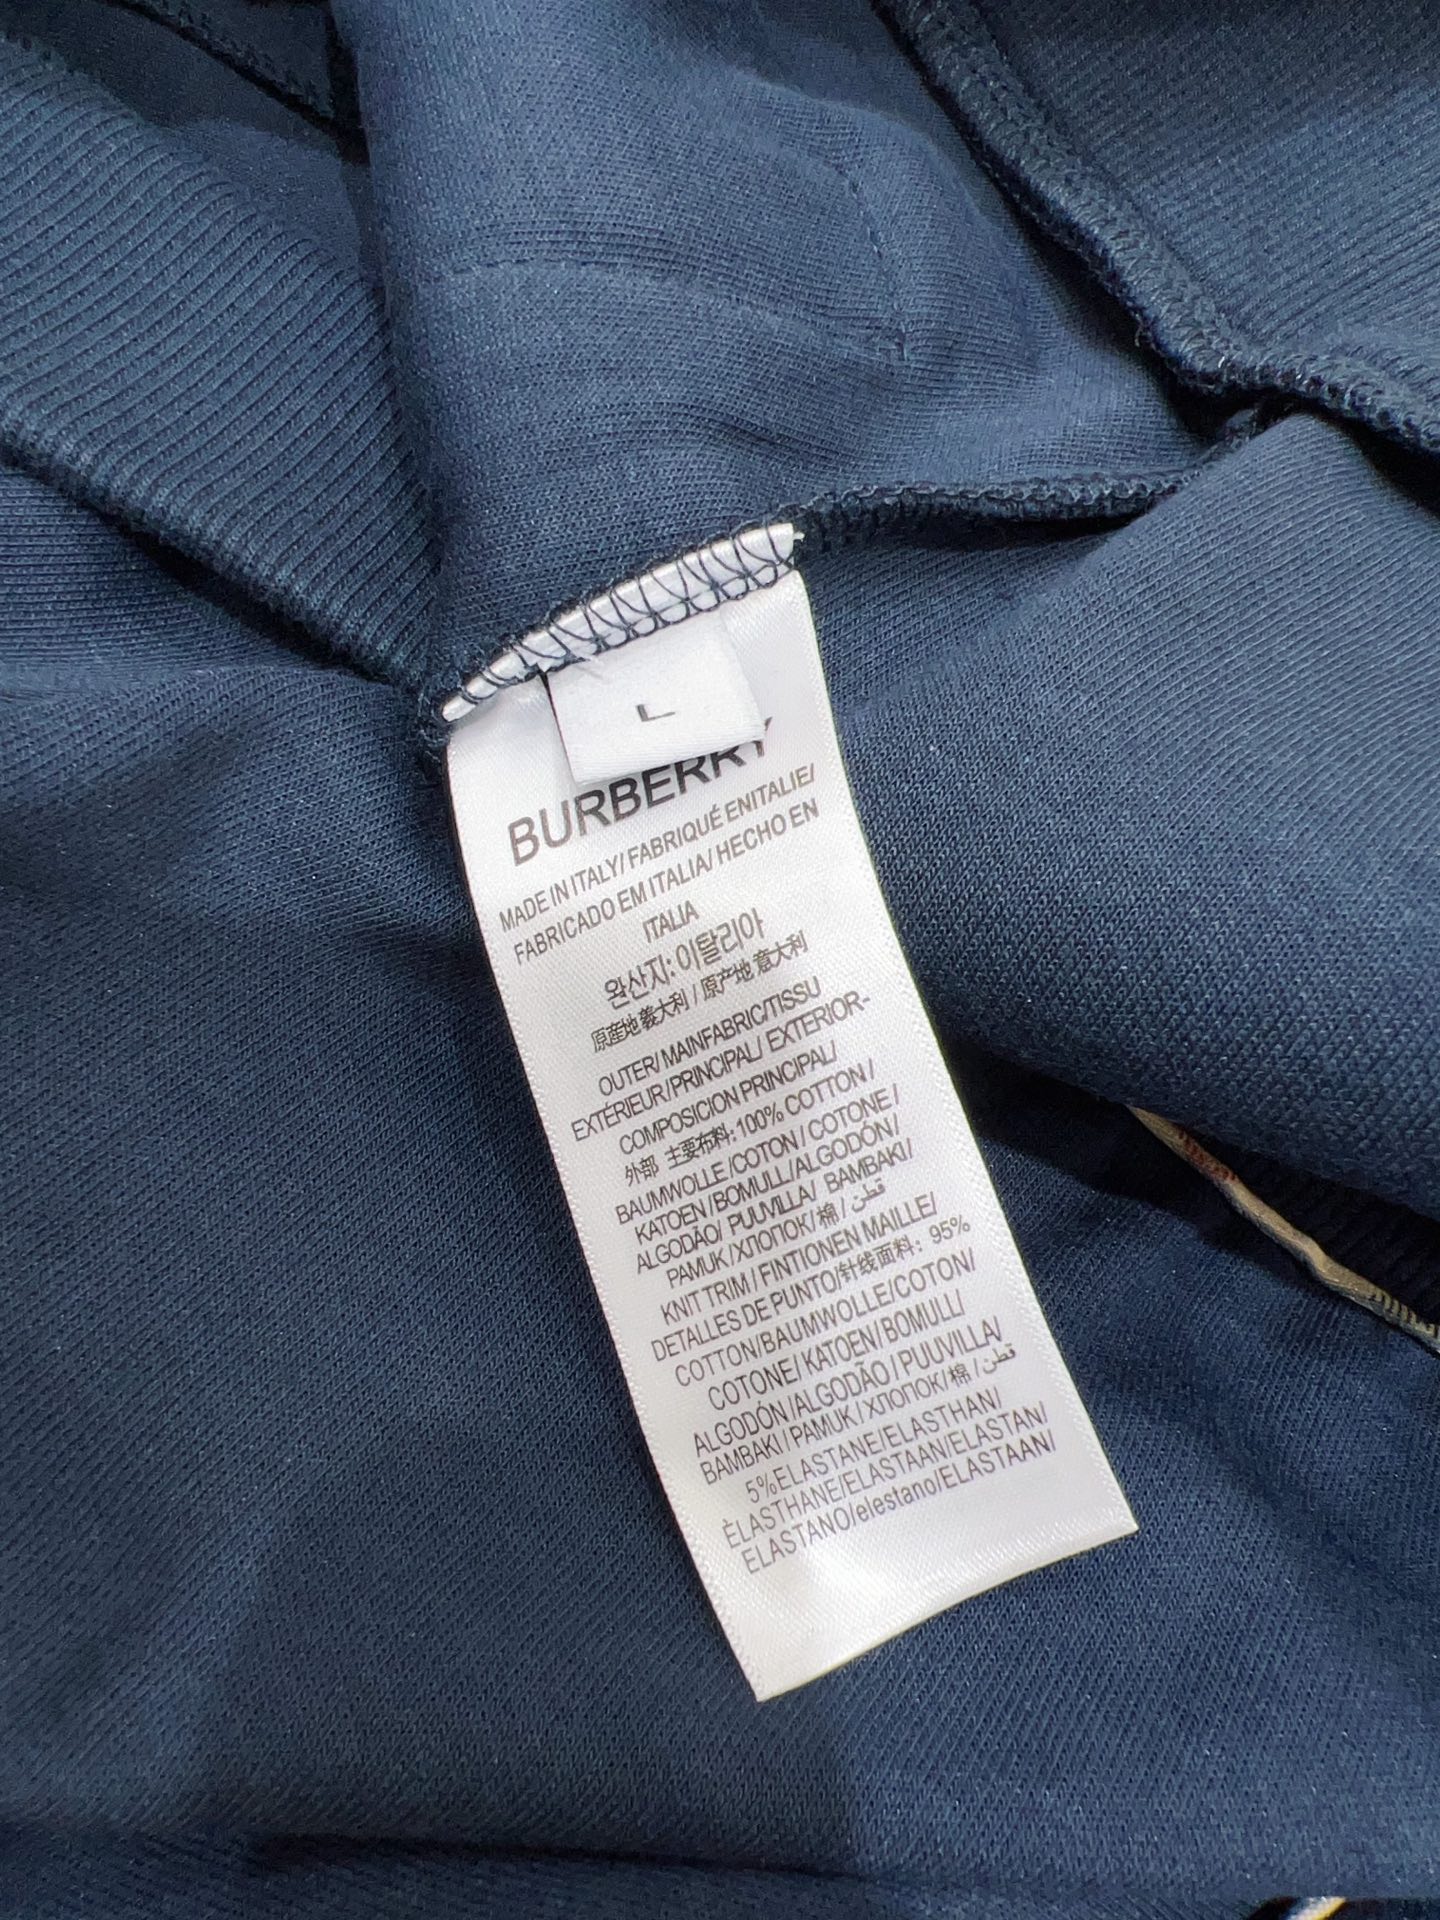 L
BURBERRY
MADE IN ITALY/ FABRIQUÉ ENITALIE/
FABRICADO EM ITALIA/ HECHO EN
ITALIA
완산지: 이탈리아
原産地義大利 / 原产地 意大利
OUTER/ MAINFABRIC/TISSU
EXTÉRIEUR/PRINCIPAL/ EXTERIOR-
COMPOSICION PRINCIPAL/
外部 主要布料:100% COTTON /
BAUMWOLLE /COTON / COTONE /
KATOEN / BOMULL/ ALGODÓN/
ALGODÃO/ PUUVILLA/ BAMBAKI/
PAMUK /ХЛОПОК/ 棉 / قطن /
KNIT TRIM / FINTIONEN MAILLE/
DETALLES DE PUNTO/针线面料: 95%
COTTON/BAUMWOLLE/COTON/
COTONE/ KATOEN/ BOMULL/
ALGODÓN /ALGODÃO / PUUVILLA/
BAMBAKI / PAMUK / ХЛОПОК/ 棉 / قطن /
5%ELASTANE/ELASTHAN/
ÈLASTHANE/ELASTAAN/ELASTAN/
ELASTANO/elestano/ELASTAAN/